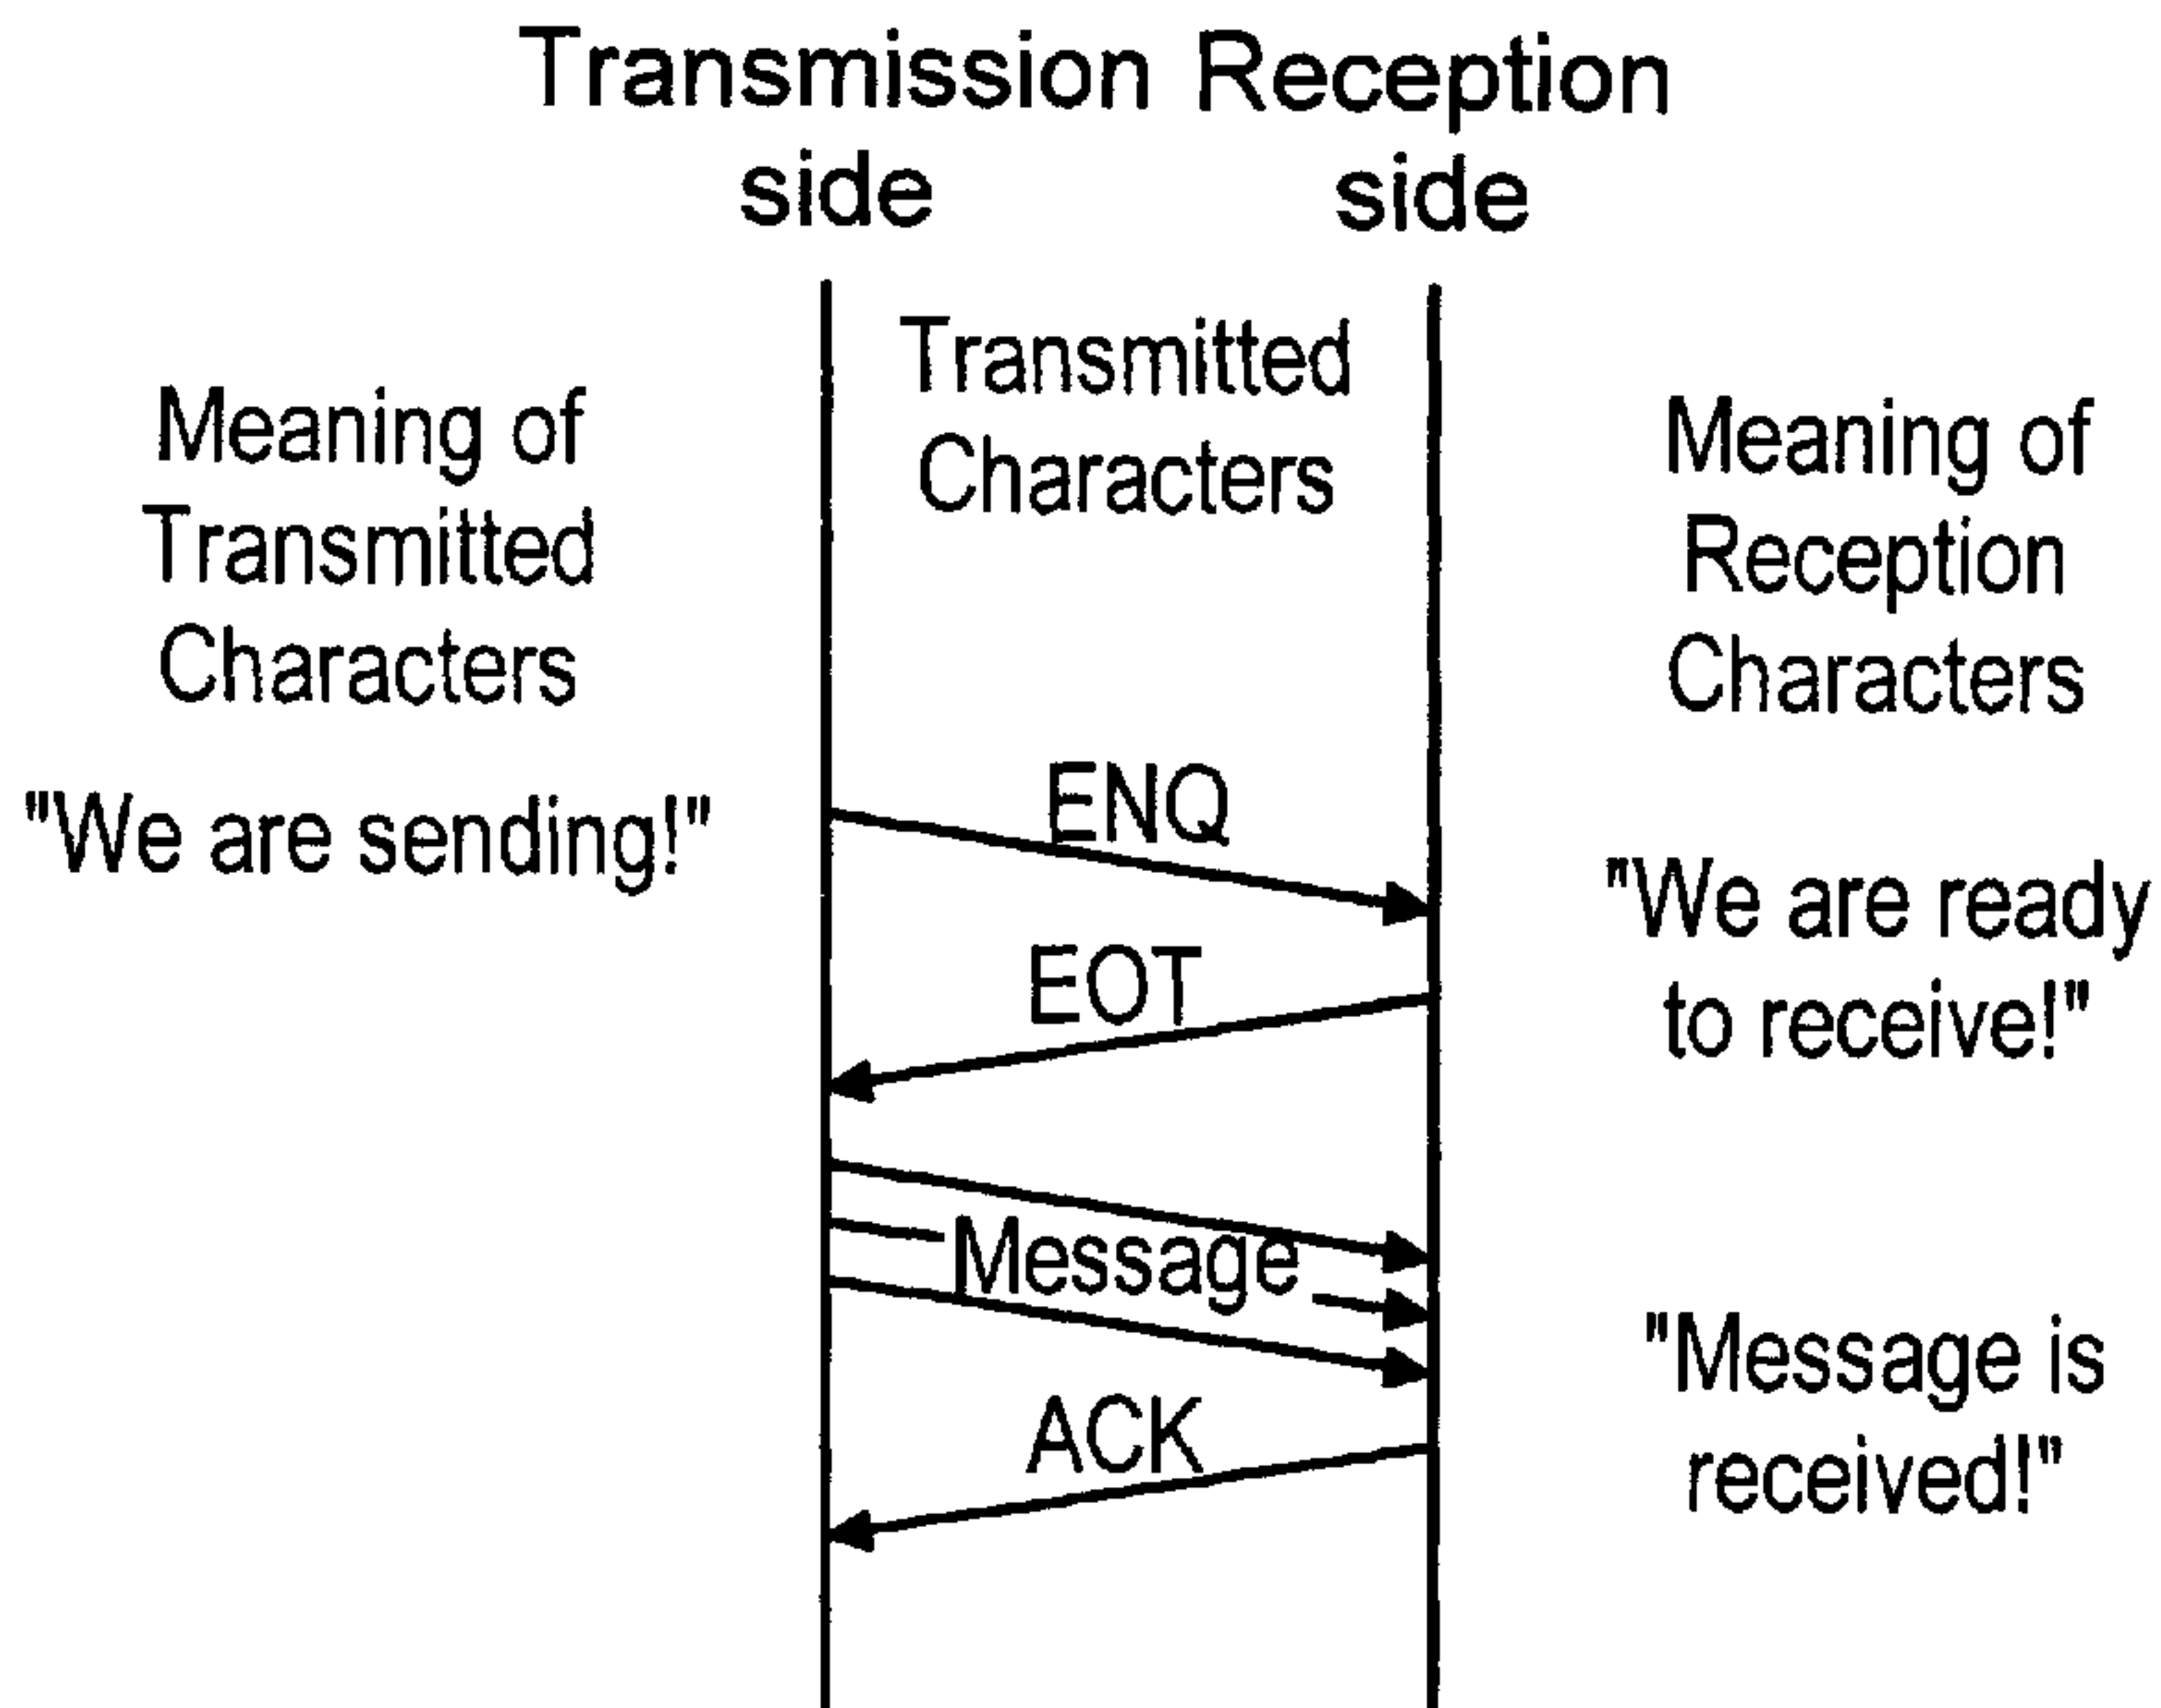 Transmission Reception
side side
Transmitted
Characters
Meaning of
Transmitted
Characters
Meaning of
Reception
Characters
"We are sending!"
ENQ
"We are ready
to receive!"
EOT
Message
"Message is
received!"
ACK